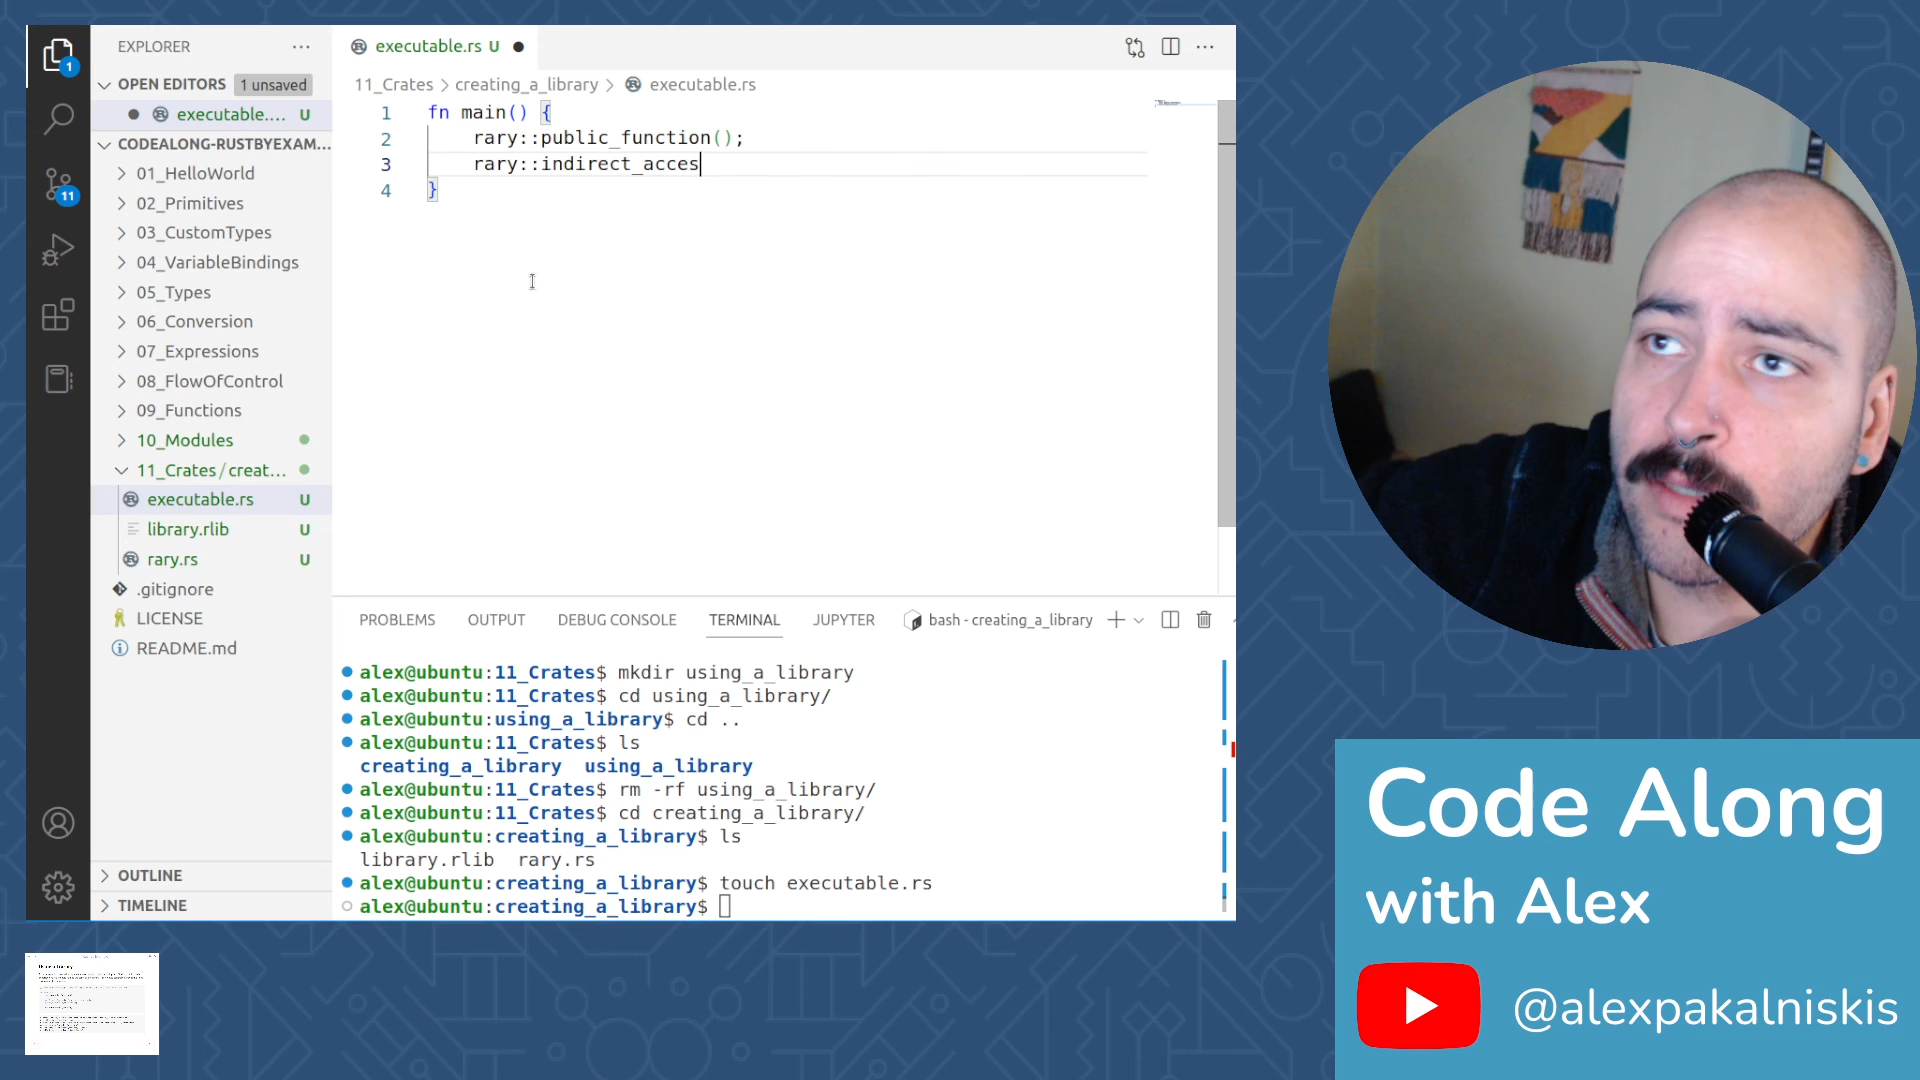 EXPLORER
executable.rs U
OPEN EDITORS 1 unsaved
11_Crates > creating_a_library > executable.rs
executable.... U
CODEALONG-RUSTBYEXAM...
1 fn main() {
2 rary::public_function();
3 rary::indirect_acces
4 }
01_HelloWorld
02_Primitives
03_CustomTypes
04_VariableBindings
05_Types
06_Conversion
07_Expressions
08_FlowOfControl
09_Functions
10_Modules
11_Crates/creat...
executable.rs U
library.rlib U
rary.rs U
.gitignore
LICENSE
README.md
OUTLINE
TIMELINE
1
11
PROBLEMS OUTPUT DEBUG CONSOLE TERMINAL JUPYTER bash - creating_a_library
alex@ubuntu:11_Crates$ mkdir using_a_library
alex@ubuntu:11_Crates$ cd using_a_library/
alex@ubuntu:using_a_library$ cd ..
alex@ubuntu:11_Crates$ ls
creating_a_library using_a_library
alex@ubuntu:11_Crates$ rm -rf using_a_library/
alex@ubuntu:11_Crates$ cd creating_a_library/
alex@ubuntu:creating_a_library$ ls
library.rlib rary.rs
alex@ubuntu:creating_a_library$ touch executable.rs
alex@ubuntu:creating_a_library$
Code Along
with Alex
@alexpakalniskis